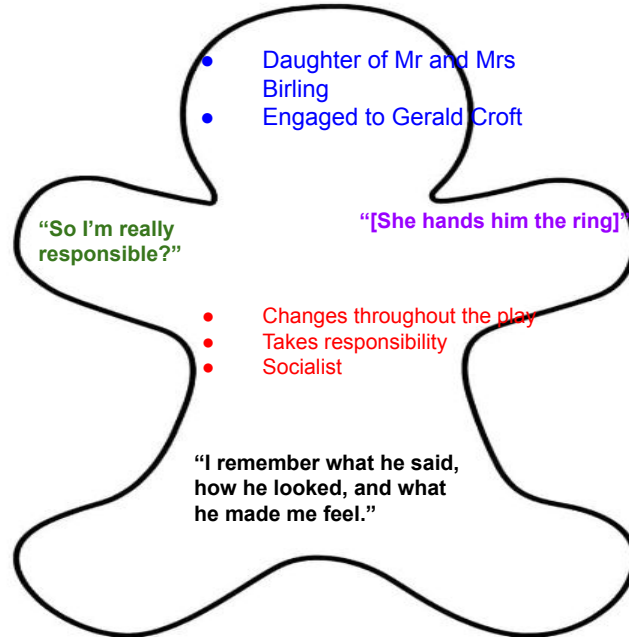 ● Daughter of Mr and Mrs
Birling
● Engaged to Gerald Croft
“So I’m really
responsible?”
“[She hands him the ring]”
● Changes throughout the play
● Takes responsibility
● Socialist
“I remember what he said,
how he looked, and what
he made me feel.”